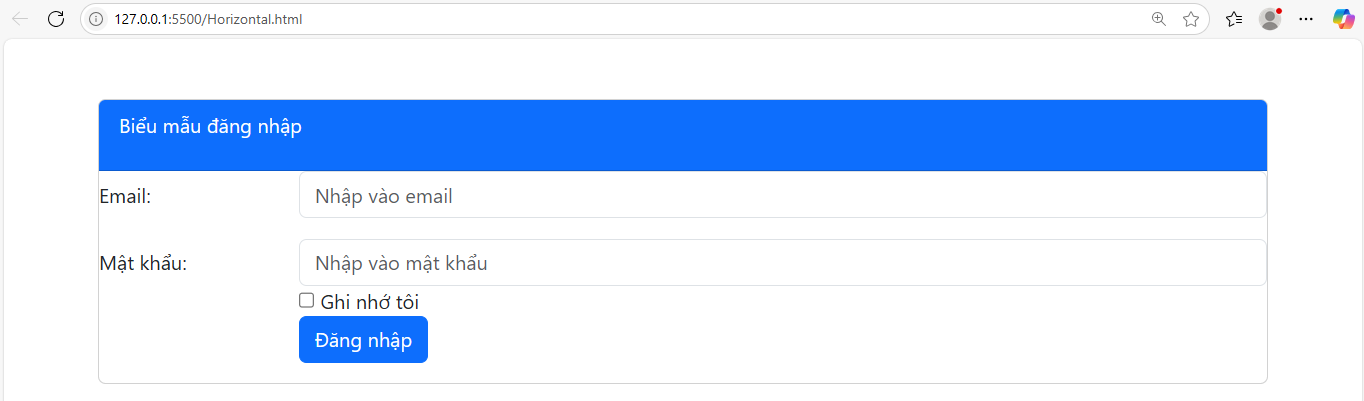 127.0.0.1:5500/Horizontal.html
Biểu mẫu đăng nhập
Email:
Nhập vào email
Mật khẩu:
Nhập vào mật khẩu
Ghi nhớ tôi
Đăng nhập